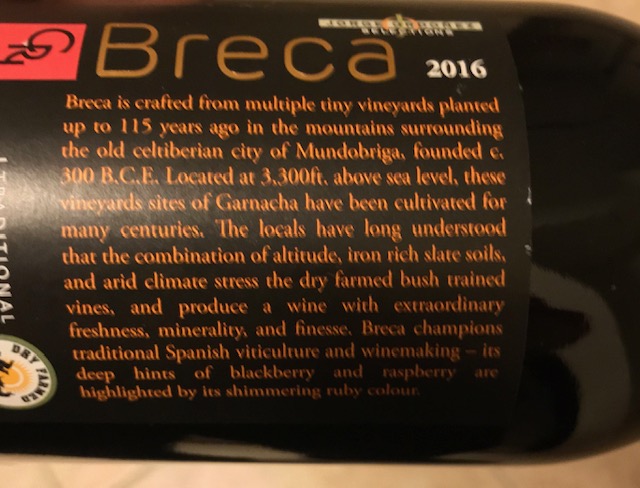 JORGE ORDOÑEZ
SELECTIONS
Breca 2016
Breca is crafted from multiple tiny vineyards planted
up to 115 years ago in the mountains surrounding
the old celtiberian city of Mundobriga, founded c.
300 B.C.E. Located at 3,300ft. above sea level, these
vineyards sites of Garnacha have been cultivated for
many centuries. The locals have long understood
that the combination of altitude, iron rich slate soils,
and arid climate stress the dry farmed bush trained
vines, and produce a wine with extraordinary
freshness, minerality, and finesse. Breca champions
traditional Spanish viticulture and winemaking – its
deep hints of blackberry and raspberry are
highlighted by its shimmering ruby colour.
DRY FARMED